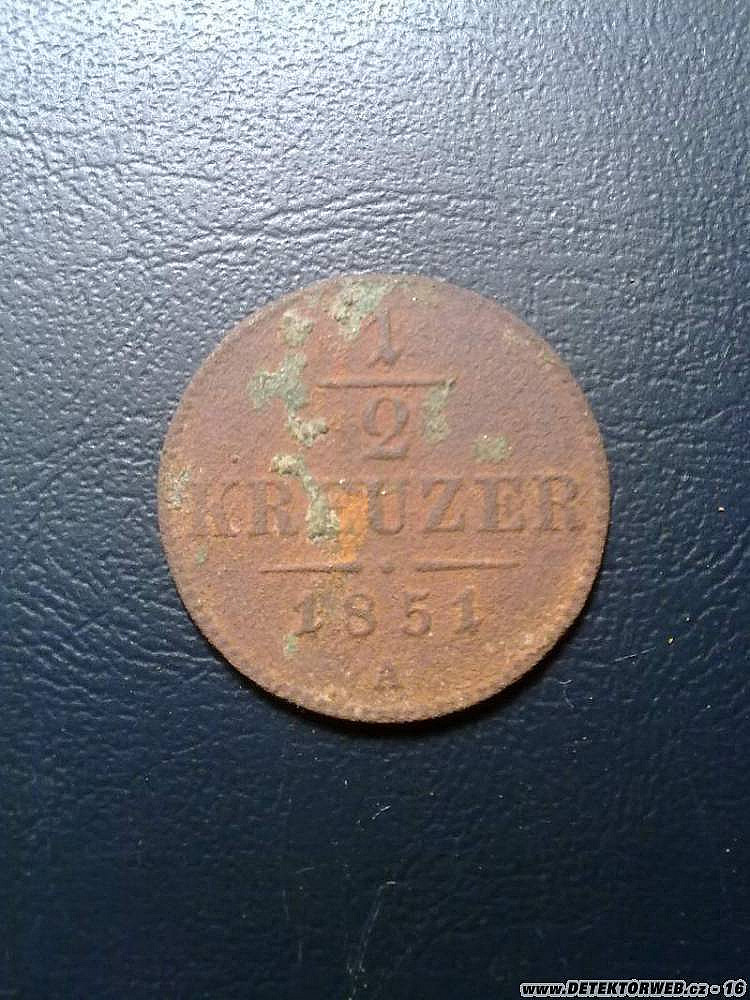 1
2
KREUZER
1851
A
www.DETEKTORWEB.cz - 16